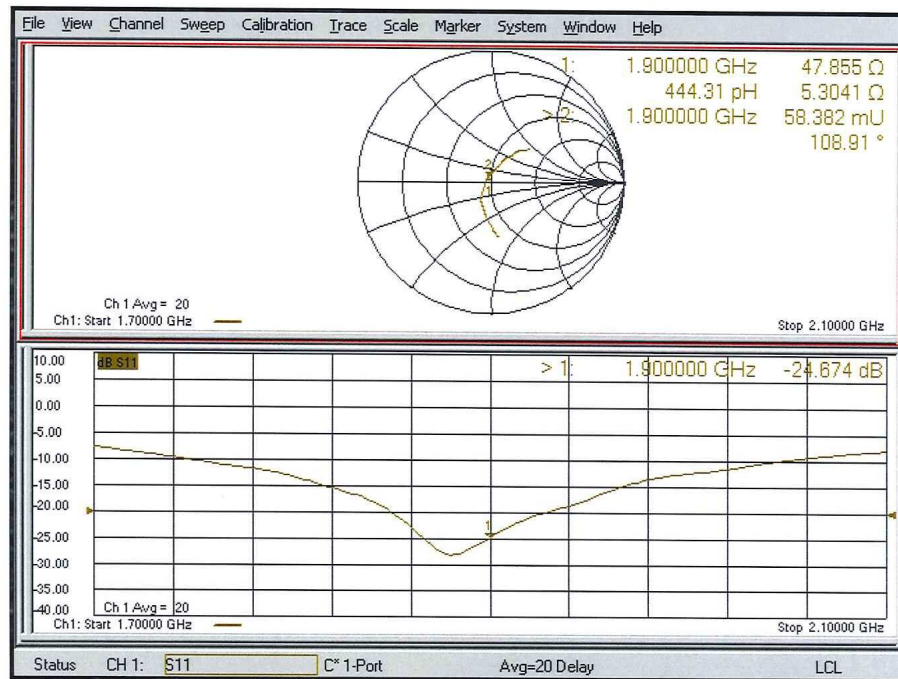 File View Channel Sweep Calibration Trace Scale Marker System Window Help
1: 1.900000 GHz 47.855 Ω
444.31 pH 5.3041 Ω
> 2: 1.900000 GHz 58.382 mU
108.91 °
2
1
Ch 1 Avg = 20
Ch1: Start 1.70000 GHz
Stop 2.10000 GHz
10.00
dB S11
> 1: 1.900000 GHz -24.674 dB
5.00
0.00
-5.00
-10.00
-15.00
-20.00
1
-25.00
-30.00
-35.00
-40.00
Ch 1 Avg = 20
Ch1: Start 1.70000 GHz
Stop 2.10000 GHz
Status CH 1: S11 C* 1-Port Avg=20 Delay LCL